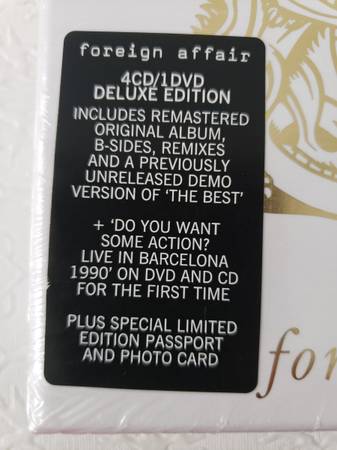 foreign affair
4CD/1DVD
DELUXE EDITION
INCLUDES REMASTERED
ORIGINAL ALBUM,
B-SIDES, REMIXES
AND A PREVIOUSLY
UNRELEASED DEMO
VERSION OF 'THE BEST'
+ 'DO YOU WANT
SOME ACTION?
LIVE IN BARCELONA
1990' ON DVD AND CD
FOR THE FIRST TIME
PLUS SPECIAL LIMITED
EDITION PASSPORT
AND PHOTO CARD
for